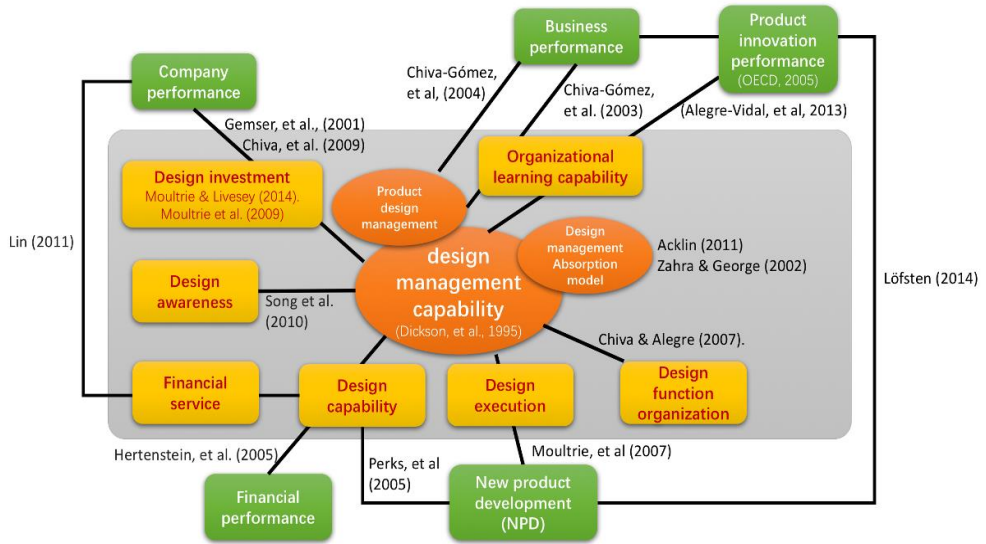 Business
performance
Product
innovation
performance
(OECD, 2005)
Company
performance
Chiva-Gómez,
et al, (2004)
Chiva-Gómez,
et al. (2003)
(Alegre-Vidal, et al, 2013)
Gemser, et al., (2001)
Chiva, et al. (2009)
Organizational
learning capability
Design investment
Moultrie & Livesey (2014).
Moultrie et al. (2009)
Product
design
management
Lin (2011)
design
management
capability
(Dickson, et al., 1995)
Design
management
Absorption
model
Acklin (2011)
Zahra & George (2002)
Löfsten (2014)
Design
awareness
Song et al.
(2010)
Chiva & Alegre (2007).
Financial
service
Design
capability
Design
execution
Design
function
organization
Hertenstein, et al. (2005)
Perks, et al
(2005)
Moultrie, et al (2007)
Financial
performance
New product
development
(NPD)